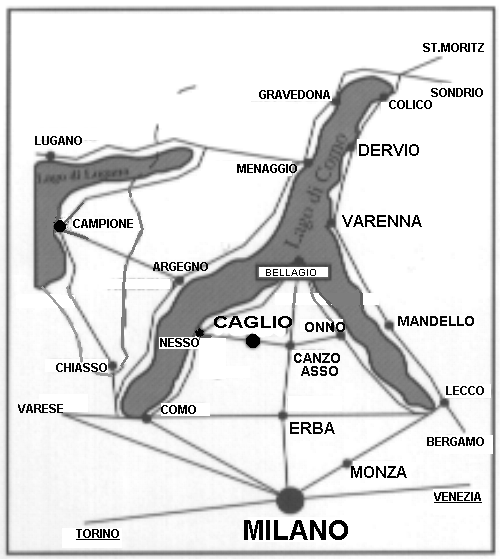 ST.MORITZ
SONDRIO
GRAVEDONA
COLICO
LUGANO
DERVIO
MENAGGIO
Lago di Lugano
Lago di Como
CAMPIONE
VARENNA
ARGEGNO
BELLAGIO
CAGLIO
ONNO
MANDELLO
NESSO
CANZO
ASSO
CHIASSO
LECCO
VARESE
COMO
ERBA
BERGAMO
MONZA
VENEZIA
TORINO
MILANO